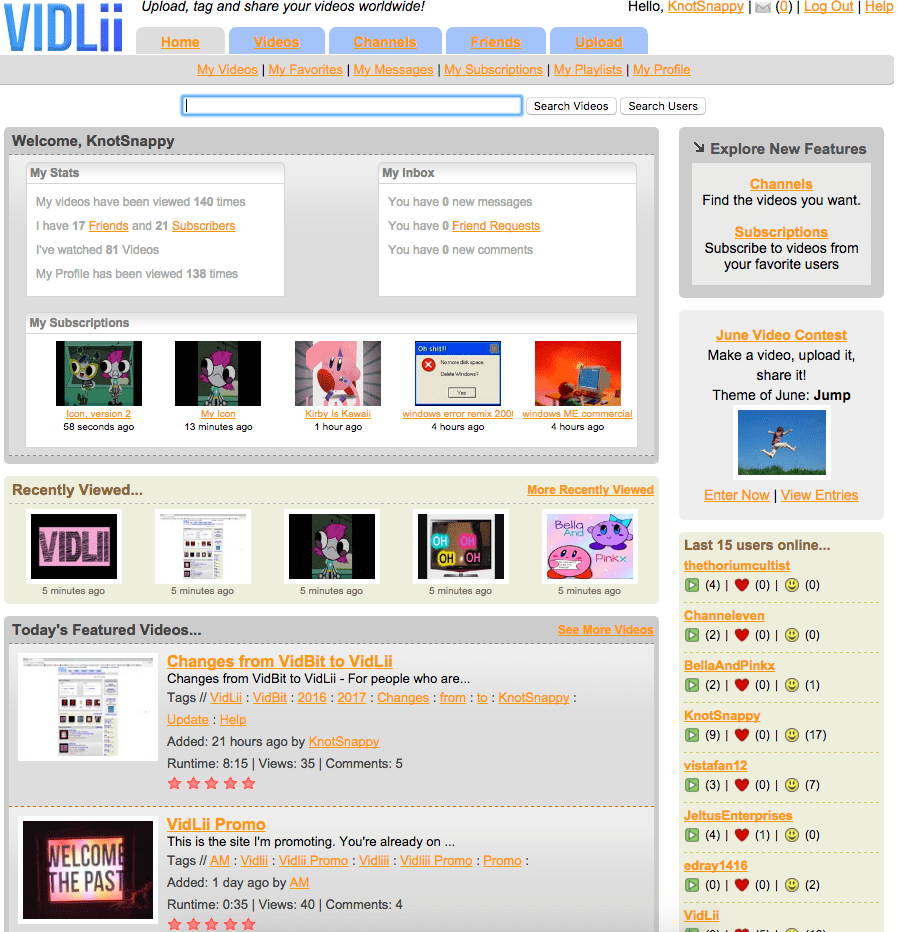 VIDLii
Upload, tag and share your videos worldwide!
Hello, KnotSnappy | (0) | Log Out | Help
Home
Videos
Channels
Friends
Upload
My Videos | My Favorites | My Messages | My Subscriptions | My Playlists | My Profile
Search Videos
Search Users
Welcome, KnotSnappy
My Stats
My videos have been viewed 140 times
I have 17 Friends and 21 Subscribers
I've watched 81 Videos
My Profile has been viewed 138 times
My Inbox
You have 0 new messages
You have 0 Friend Requests
You have 0 new comments
My Subscriptions
Oh shit!!!
No more disk space.
Delete Windows?
Yes
Icon, version 2
58 seconds ago
My Icon
13 minutes ago
Kirby Is Kawaii
1 hour ago
windows error remix 200
4 hours ago
windows ME commercial
4 hours ago
Recently Viewed...
More Recently Viewed
VIDLII
OH OH
OH OH
Bella
And
Pinkx
5 minutes ago
5 minutes ago
5 minutes ago
5 minutes ago
5 minutes ago
Today's Featured Videos...
See More Videos
Changes from VidBit to VidLii
Changes from VidBit to VidLii - For people who are...
Tags // VidLii : VidBit : 2016 : 2017 : Changes : from : to : KnotSnappy :
Update : Help
Added: 21 hours ago by KnotSnappy
Runtime: 8:15 | Views: 35 | Comments: 5
WELCOME
THE PAST
VidLii Promo
This is the site I'm promoting. You're already on ...
Tags // AM : Vidlii : Vidlii Promo : Vidliii : Vidliii Promo : Promo :
Added: 1 day ago by AM
Runtime: 0:35 | Views: 40 | Comments: 4
Explore New Features
Channels
Find the videos you want.
Subscriptions
Subscribe to videos from
your favorite users
June Video Contest
Make a video, upload it,
share it!
Theme of June: Jump
Enter Now | View Entries
Last 15 users online...
thethoriumcultist
(4) | (0) | (0)
Channeleven
(2) | (0) | (0)
BellaAndPinkx
(2) | (0) | (1)
KnotSnappy
(9) | (0) | (17)
vistafan12
(3) | (0) | (7)
JeltusEnterprises
(4) | (1) | (0)
edray1416
(0) | (0) | (2)
VidLii